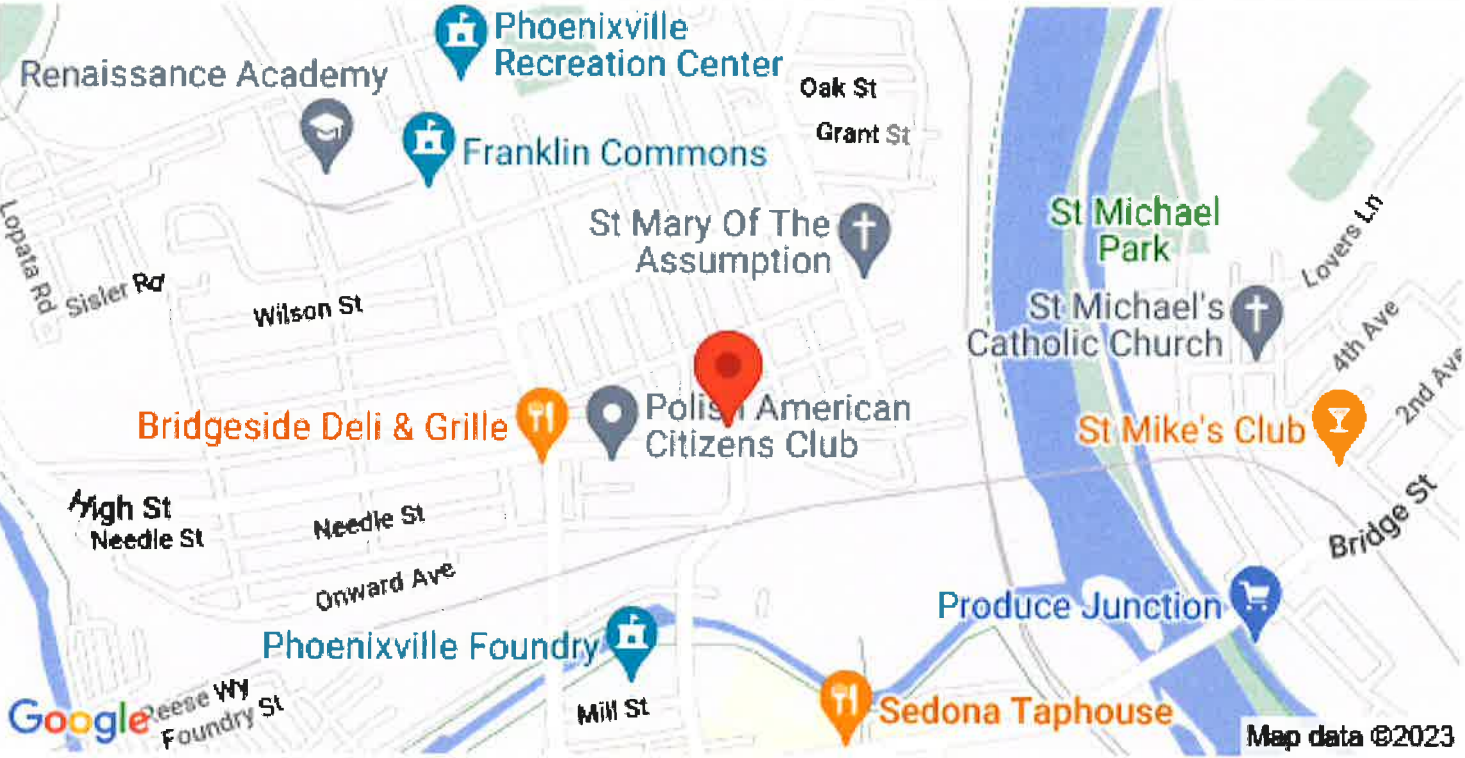 Phoenixville
Recreation Center
Renaissance Academy
Oak St
Grant St
Franklin Commons
St Mary Of The
Assumption
St Michael
Park
Lovers Ln
Lopata Rd
Sisler Rd
Wilson St
St Michael's
Catholic Church
4th Ave
2nd Ave
Bridgeside Deli & Grille
Polish American
Citizens Club
St Mike's Club
High St
Needle St
Needle St
Bridge St
Onward Ave
Produce Junction
Phoenixville Foundry
Reese Wy
Foundry St
Mill St
Sedona Taphouse
Google
Map data ©2023